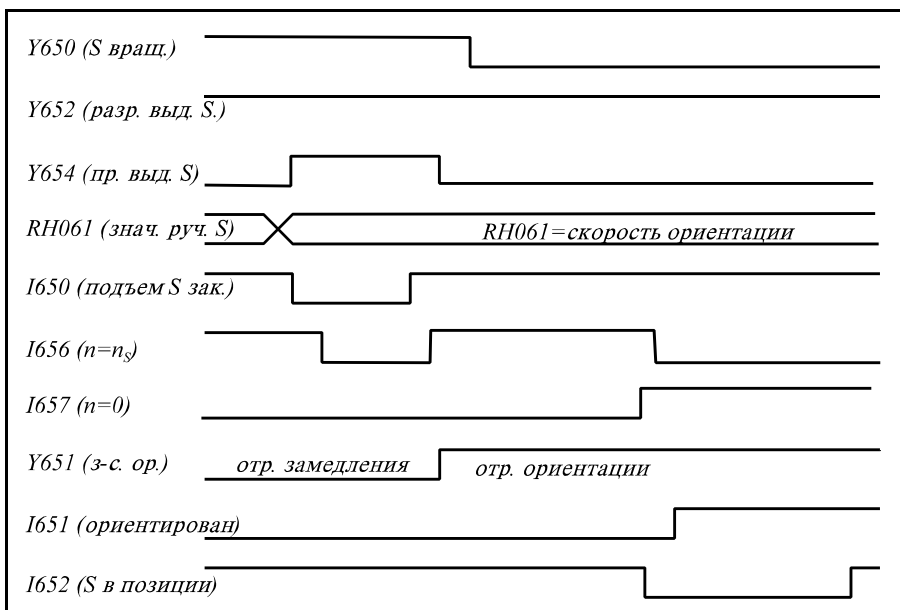 Y650 (S вращ.)
Y652 (разр. выд. S.)
Y654 (пр. выд. S)
RH061 (знач. руч. S) RH061=скорость ориентации
I650 (подъем S зак.)
I656 (n=nS)
I657 (n=0)
Y651 (з-с. ор.) отр. замедления отр. ориентации
I651 (ориентирован)
I652 (S в позиции)